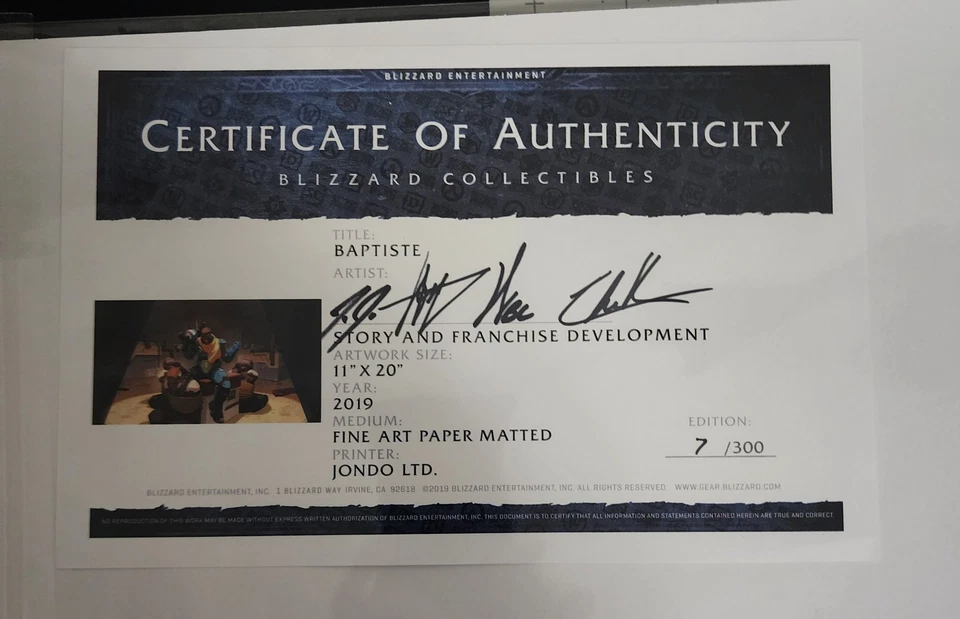 BLIZZARD ENTERTAINMENT
CERTIFICATE OF AUTHENTICITY
BLIZZARD COLLECTIBLES
TITLE:
BAPTISTE
ARTIST:
STORY AND FRANCHISE DEVELOPMENT
ARTWORK SIZE:
11" X 20"
YEAR:
2019
MEDIUM:
FINE ART PAPER MATTED
PRINTER:
JONDO LTD.
EDITION:
7 /300
BLIZZARD ENTERTAINMENT, INC. 1 BLIZZARD WAY IRVINE, CA 92618 ©2019 BLIZZARD ENTERTAINMENT, INC. ALL RIGHTS RESERVED. WWW.GEAR.BLIZZARD.COM
NO REPRODUCTION OF THIS WORK MAY BE MADE WITHOUT EXPRESS WRITTEN AUTHORIZATION OF BLIZZARD ENTERTAINMENT, INC. THIS DOCUMENT IS TO CERTIFY THAT ALL INFORMATION AND STATEMENTS CONTAINED HEREIN ARE TRUE AND CORRECT.